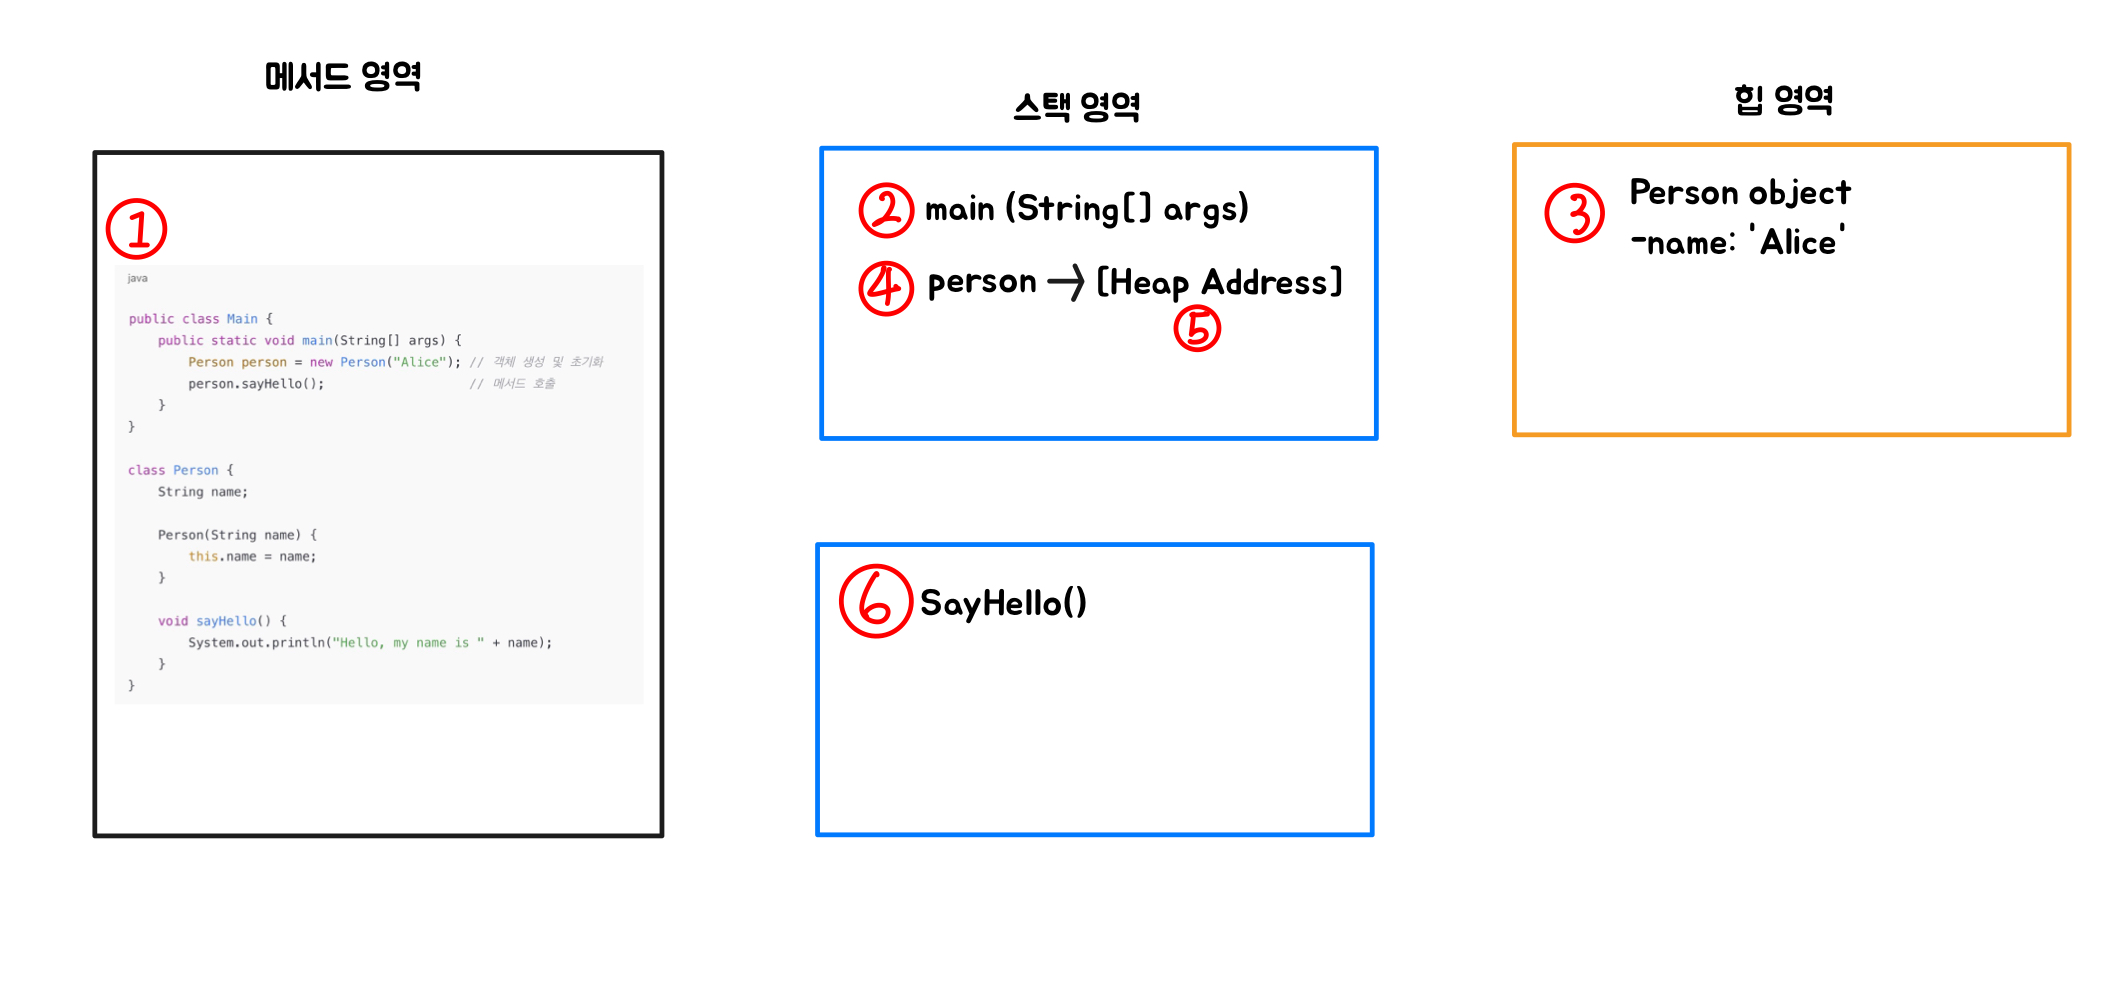 메서드 영역
①
java
public class Main {
    public static void main(String[] args) {
        Person person = new Person("Alice"); // 객체 생성 및 초기화
        person.sayHello();                   // 메서드 호출
    }
}

class Person {
    String name;

    Person(String name) {
        this.name = name;
    }

    void sayHello() {
        System.out.println("Hello, my name is " + name);
    }
}
스택 영역
② main (String[] args)
④ person → [Heap Address]
⑤
⑥ SayHello()
힙 영역
③ Person object
-name: 'Alice'